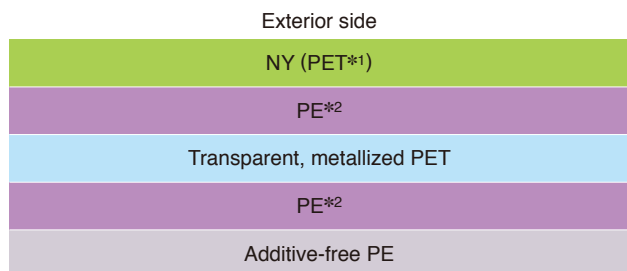 Exterior side
NY (PET*1)
PE*2
Transparent, metallized PET
PE*2
Additive-free PE